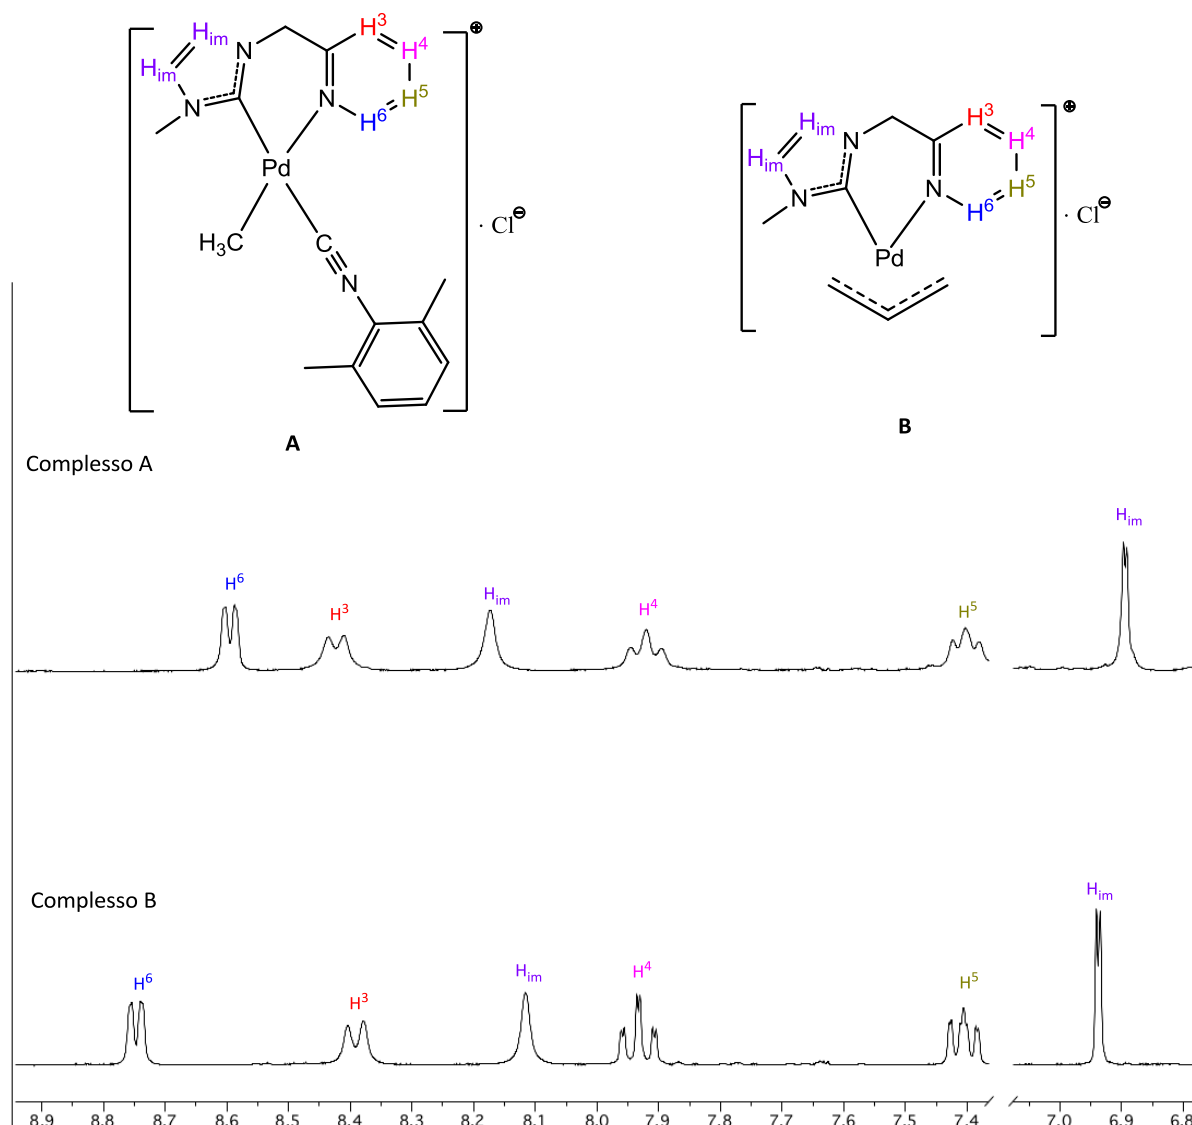 H³
Him
N
H⁴
Him
H⁵
N
N
H⁶
⊕
Pd
H₃C
C
N
· Cl⊖
A
Him
H³
N
H⁴
Him
H⁵
N
N
H⁶
⊕
Pd
· Cl⊖
B
Complesso A
H⁶
H³
Him
H⁴
H⁵
Him
Complesso B
H⁶
H³
Him
H⁴
H⁵
Him
8.9 8.8 8.7 8.6 8.5 8.4 8.3 8.2 8.1 8.0 7.9 7.8 7.7 7.6 7.5 7.4 7.0 6.9 6.8